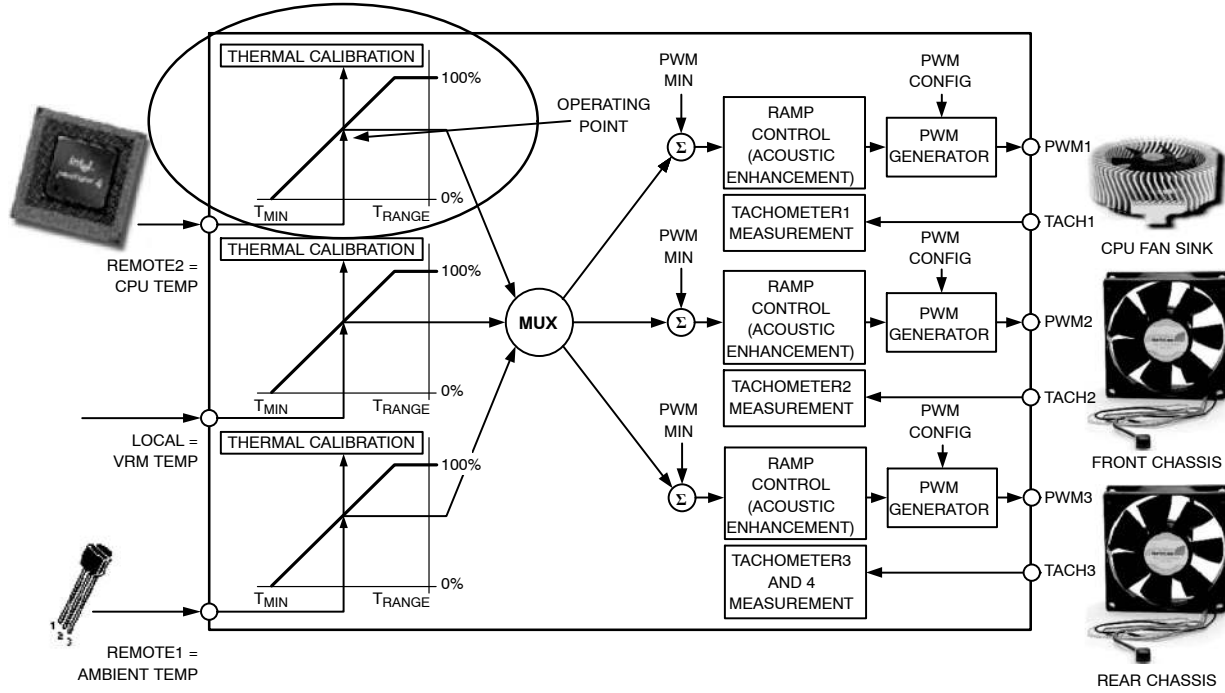 THERMAL CALIBRATION
100%
OPERATING
POINT
0%
TMIN
TRANGE
REMOTE2 =
CPU TEMP
THERMAL CALIBRATION
100%
0%
TMIN
TRANGE
LOCAL =
VRM TEMP
THERMAL CALIBRATION
100%
0%
TMIN
TRANGE
REMOTE1 =
AMBIENT TEMP
1
2
3
intel
MUX
PWM
MIN
Σ
RAMP
CONTROL
(ACOUSTIC
ENHANCEMENT)
PWM
CONFIG
PWM
GENERATOR
PWM1
TACHOMETER1
MEASUREMENT
TACH1
CPU FAN SINK
PWM
MIN
Σ
RAMP
CONTROL
(ACOUSTIC
ENHANCEMENT)
PWM
CONFIG
PWM
GENERATOR
PWM2
TACHOMETER2
MEASUREMENT
TACH2
FRONT CHASSIS
PWM
MIN
Σ
RAMP
CONTROL
(ACOUSTIC
ENHANCEMENT)
PWM
CONFIG
PWM
GENERATOR
PWM3
TACHOMETER3
AND 4
MEASUREMENT
TACH3
REAR CHASSIS